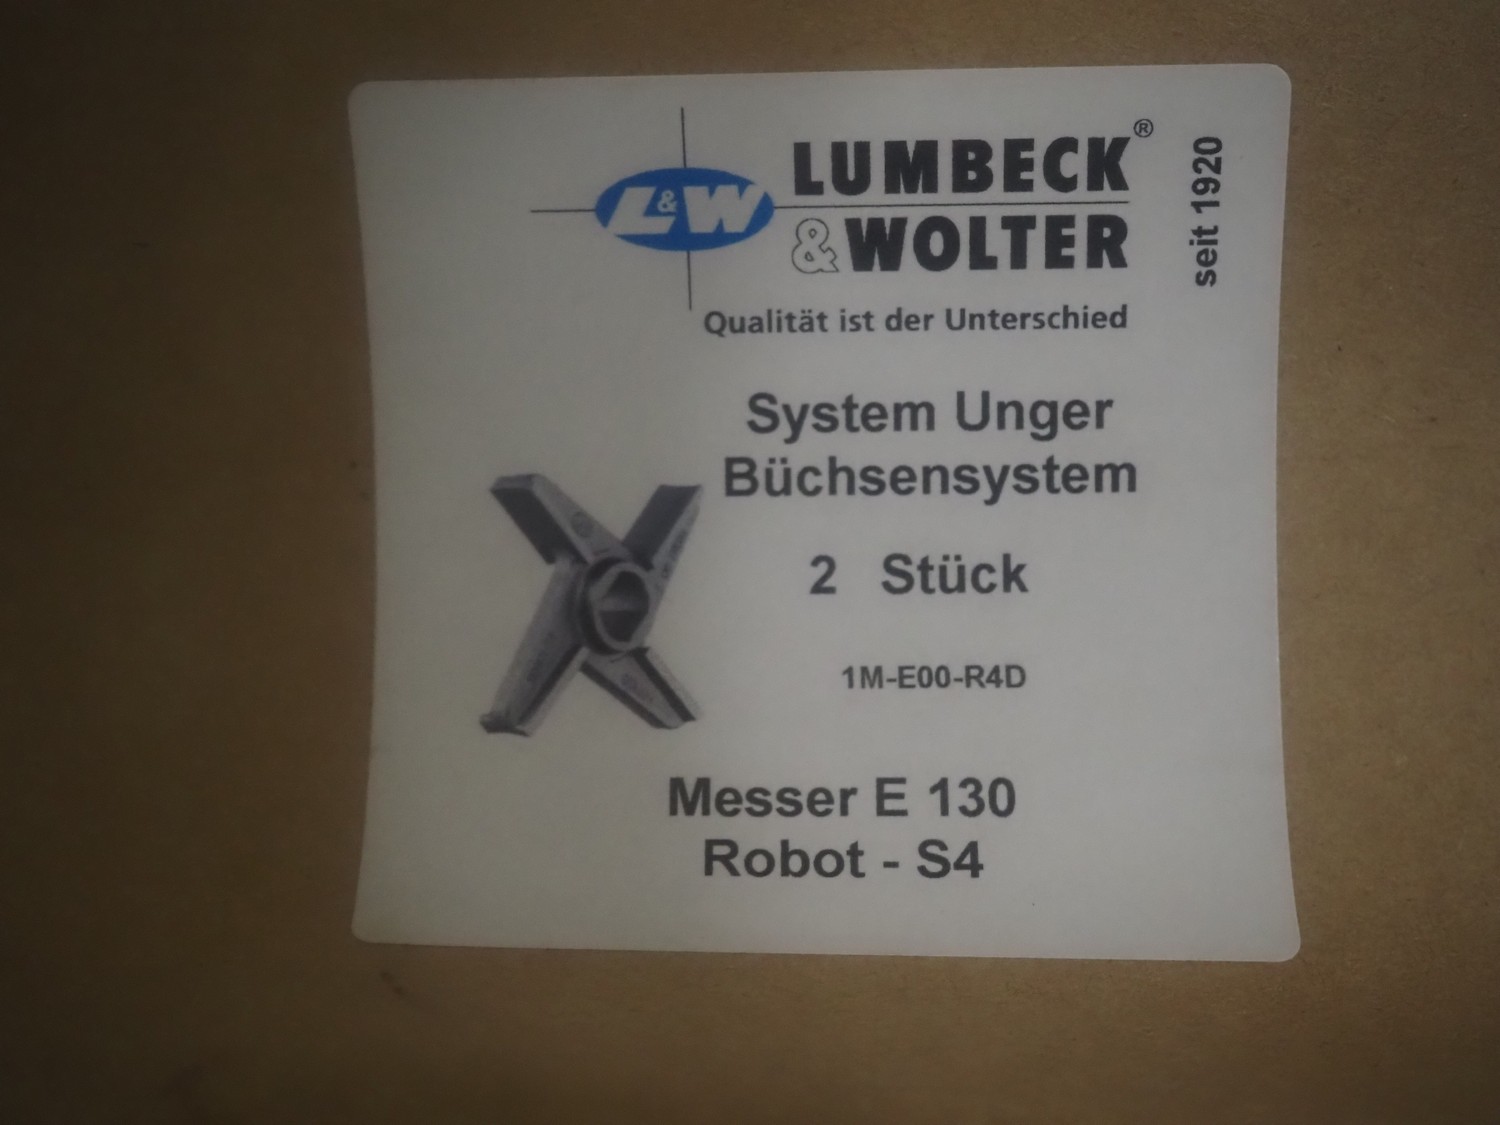 L&W
LUMBECK®
& WOLTER
seit 1920
Qualität ist der Unterschied
System Unger
Büchsensystem
2 Stück
1M-E00-R4D
Messer E 130
Robot - S4